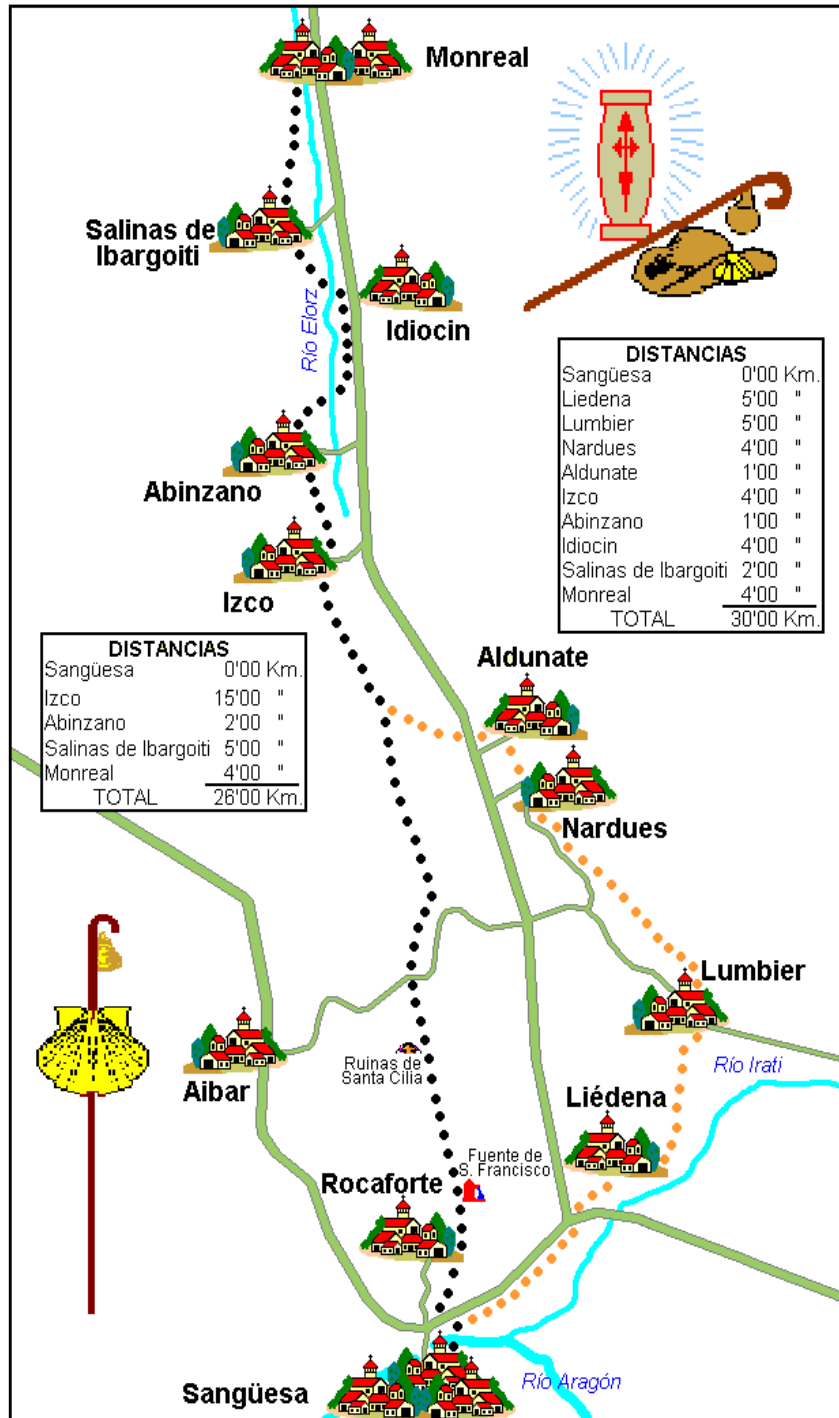 Monreal
Salinas de
Ibargoiti
Río Elorz
Idiocin
DISTANCIAS
Sangüesa 0'00 Km.
Liedena 5'00 "
Lumbier 5'00 "
Nardues 4'00 "
Aldunate 1'00 "
Izco 4'00 "
Abinzano 1'00 "
Idiocin 4'00 "
Salinas de Ibargoiti 2'00 "
Monreal 4'00 "
TOTAL 30'00 Km.
Abinzano
Izco
DISTANCIAS
Sangüesa 0'00 Km.
Izco 15'00 "
Abinzano 2'00 "
Salinas de Ibargoiti 5'00 "
Monreal 4'00 "
TOTAL 26'00 Km.
Aldunate
Nardues
Lumbier
Aibar
Ruinas de
Santa Cilia
Río Irati
Liédena
Fuente de
S. Francisco
Rocaforte
Sangüesa
Río Aragón